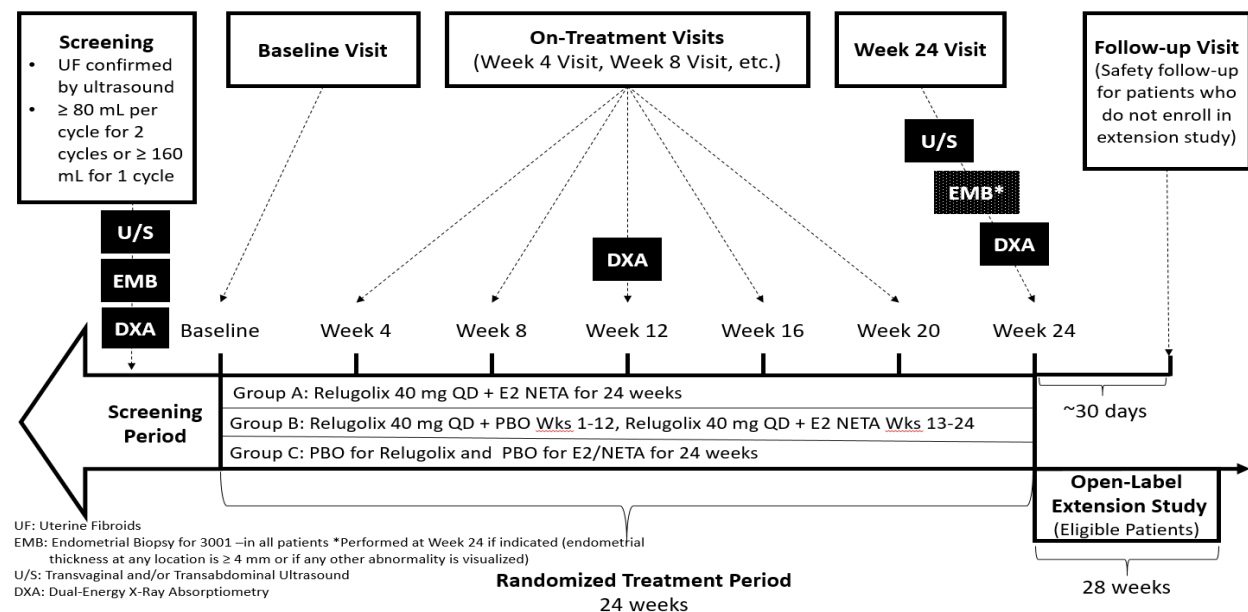 Screening
• UF confirmed
by ultrasound
• ≥ 80 mL per
cycle for 2
cycles or ≥ 160
mL for 1 cycle
Baseline Visit
On-Treatment Visits
(Week 4 Visit, Week 8 Visit, etc.)
Week 24 Visit
Follow-up Visit
(Safety follow-up
for patients who
do not enroll in
extension study)
U/S
EMB
DXA
DXA
U/S
EMB*
DXA
Baseline
Week 4
Week 8
Week 12
Week 16
Week 20
Week 24
Screening
Period
Group A: Relugolix 40 mg QD + E2 NETA for 24 weeks
Group B: Relugolix 40 mg QD + PBO Wks 1-12, Relugolix 40 mg QD + E2 NETA Wks 13-24
Group C: PBO for Relugolix and PBO for E2/NETA for 24 weeks
~30 days
Open-Label
Extension Study
(Eligible Patients)
28 weeks
UF: Uterine Fibroids
EMB: Endometrial Biopsy for 3001 –in all patients *Performed at Week 24 if indicated (endometrial
thickness at any location is ≥ 4 mm or if any other abnormality is visualized)
U/S: Transvaginal and/or Transabdominal Ultrasound
DXA: Dual-Energy X-Ray Absorptiometry
Randomized Treatment Period
24 weeks